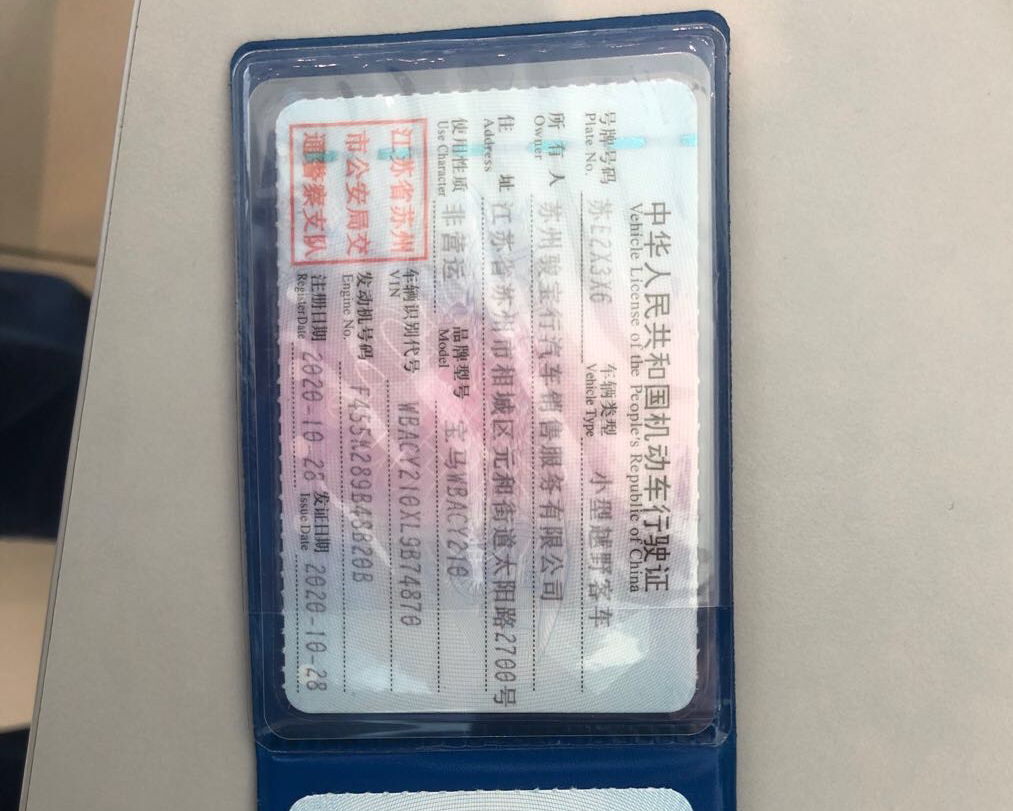 中华人民共和国机动车行驶证
Vehicle License of the People's Republic of China
号牌号码 苏E2X3X6 车辆类型 小型越野客车
Plate No. Vehicle Type
所有人 苏州骏宝行汽车销售服务有限公司
Owner
住址 江苏省苏州市相城区元和街道太阳路2700号
Address
使用性质 非营运 品牌型号 宝马WBACY210
Use Character Model
江苏省苏州
市公安局交
通警察支队
车辆识别代号 WBACY210XL9B74870
VIN
发动机号码 F455N289B48B20B
Engine No.
注册日期 2020-10-28 发证日期 2020-10-28
Register Date Issue Date